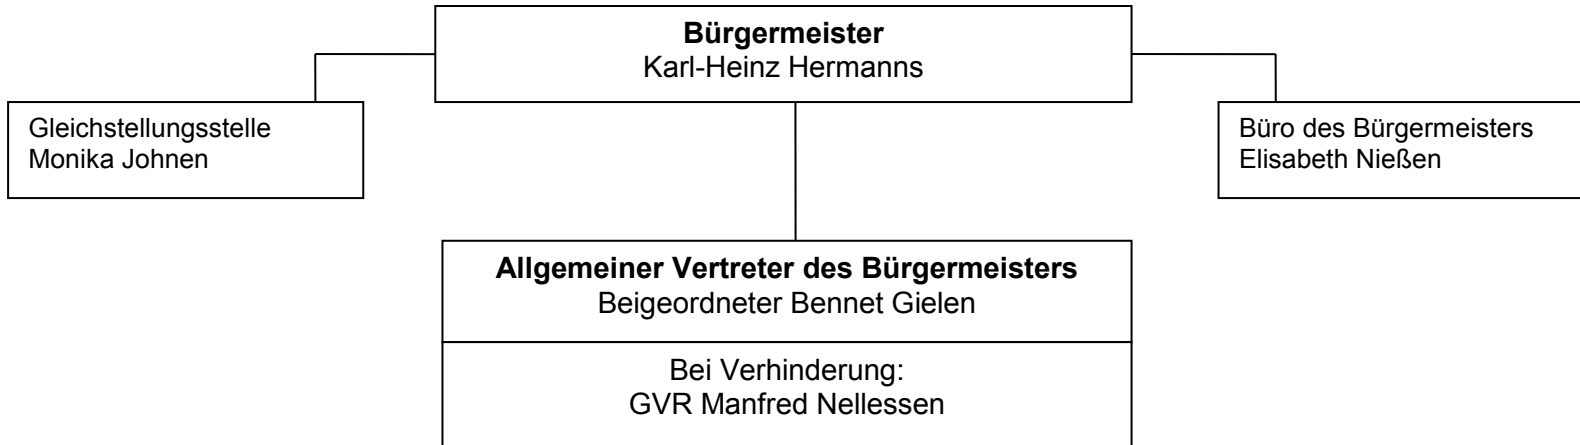 Bürgermeister
Karl-Heinz Hermanns
Gleichstellungsstelle
Monika Johnen
Büro des Bürgermeisters
Elisabeth Nießen
Allgemeiner Vertreter des Bürgermeisters
Beigeordneter Bennet Gielen
Bei Verhinderung:
GVR Manfred Nellessen